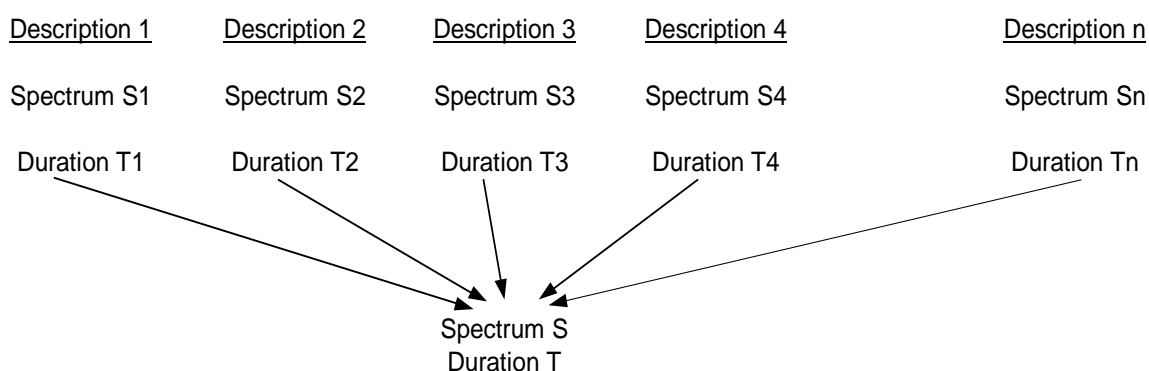 Description 1 Description 2 Description 3 Description 4 Description n
Spectrum S1 Spectrum S2 Spectrum S3 Spectrum S4 Spectrum Sn
Duration T1 Duration T2 Duration T3 Duration T4 Duration Tn
Spectrum S
Duration T